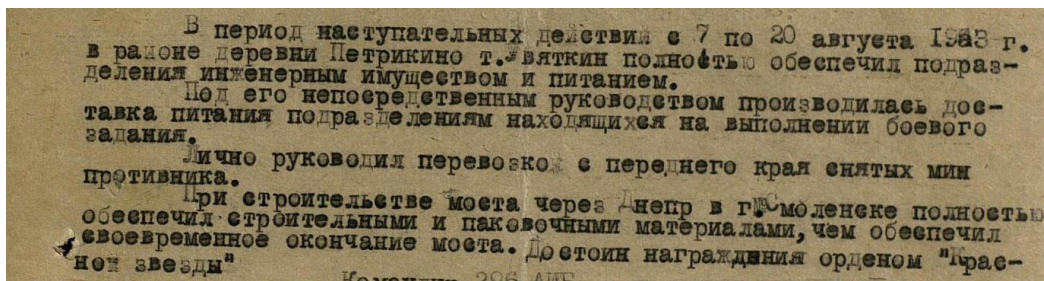 В период наступательных действий с 7 по 20 августа 1943 г.
в районе деревни Петрикино т. Вяткин полностью обеспечил подраз-
деления инженерным имуществом и питанием.
Под его непосредственным руководством производилась дос-
тавка питания подразделениям находящихся на выполнении боевого
задания.
Лично руководил перевозкой с переднего края снятых мин
противника.
При строительстве моста через Днепр в г. Смоленске полностью
обеспечил строительными и паковочными материалами, чем обеспечил
своевременное окончание моста. Достоин награждения орденом "Крас-
ной звезды"
Командир 286